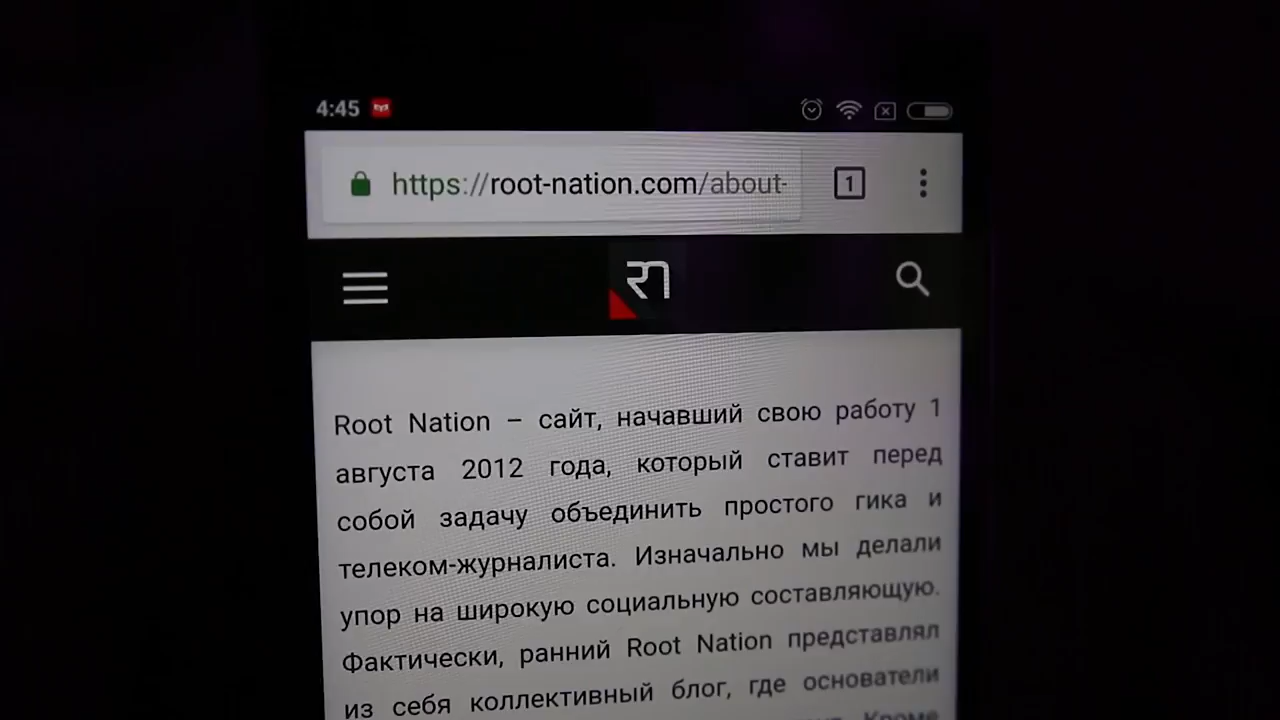 4:45
https://root-nation.com/about-
1
Root Nation – сайт, начавший свою работу 1
августа 2012 года, который ставит перед
собой задачу объединить простого гика и
телеком-журналиста. Изначально мы делали
упор на широкую социальную составляющую.
Фактически, ранний Root Nation представлял
из себя коллективный блог, где основатели
Кроме